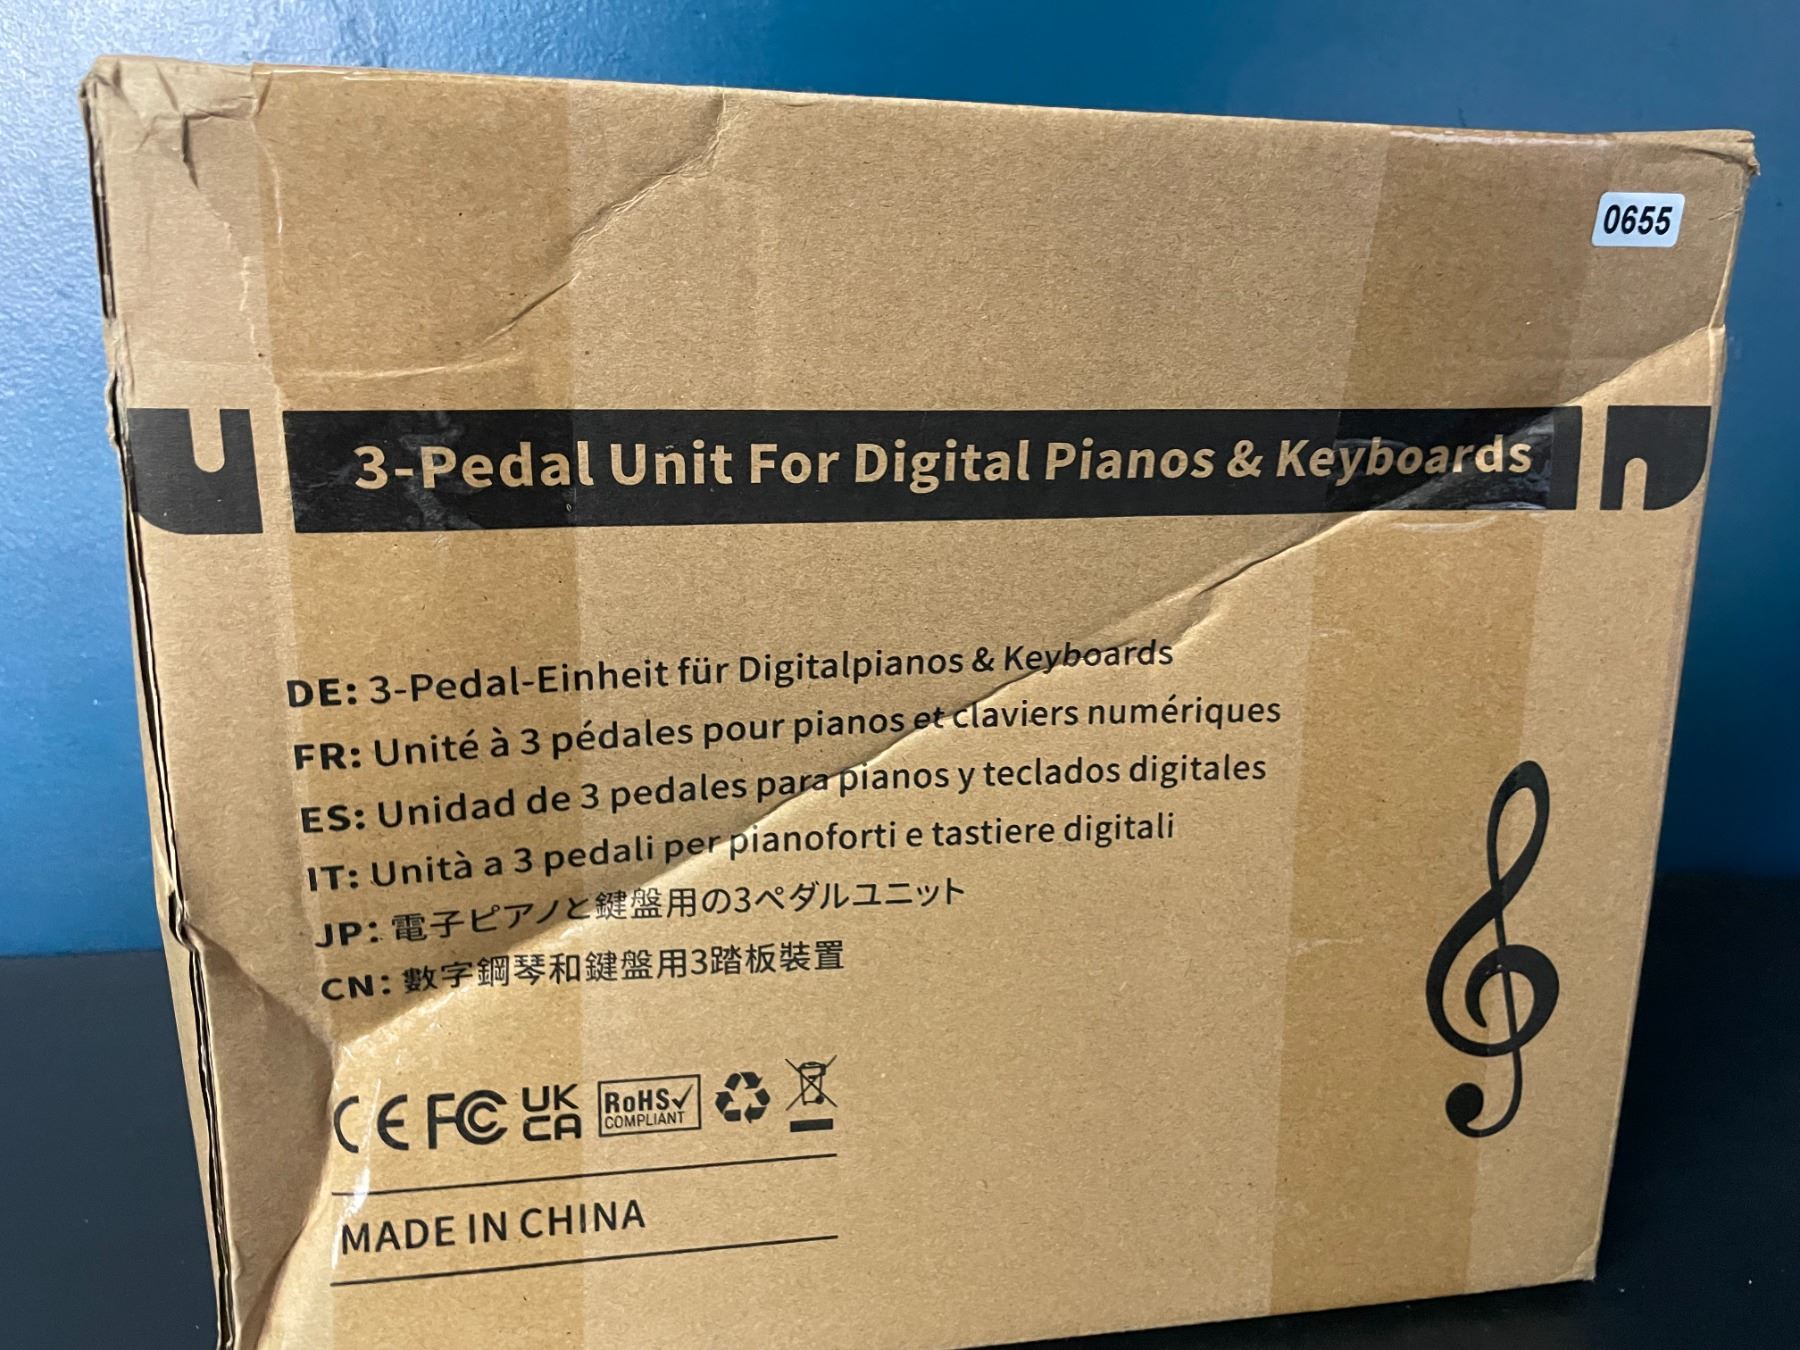 0655
3-Pedal Unit For Digital Pianos & Keyboards
DE: 3-Pedal-Einheit für Digitalpianos & Keyboards
FR: Unité à 3 pédales pour pianos et claviers numériques
ES: Unidad de 3 pedales para pianos y teclados digitales
IT: Unità a 3 pedali per pianoforti e tastiere digitali
JP: 電子ピアノと鍵盤用の3ペダルユニット
CN: 數字鋼琴和鍵盤用3踏板裝置
CE FC UK CA RoHS✓ COMPLIANT
MADE IN CHINA